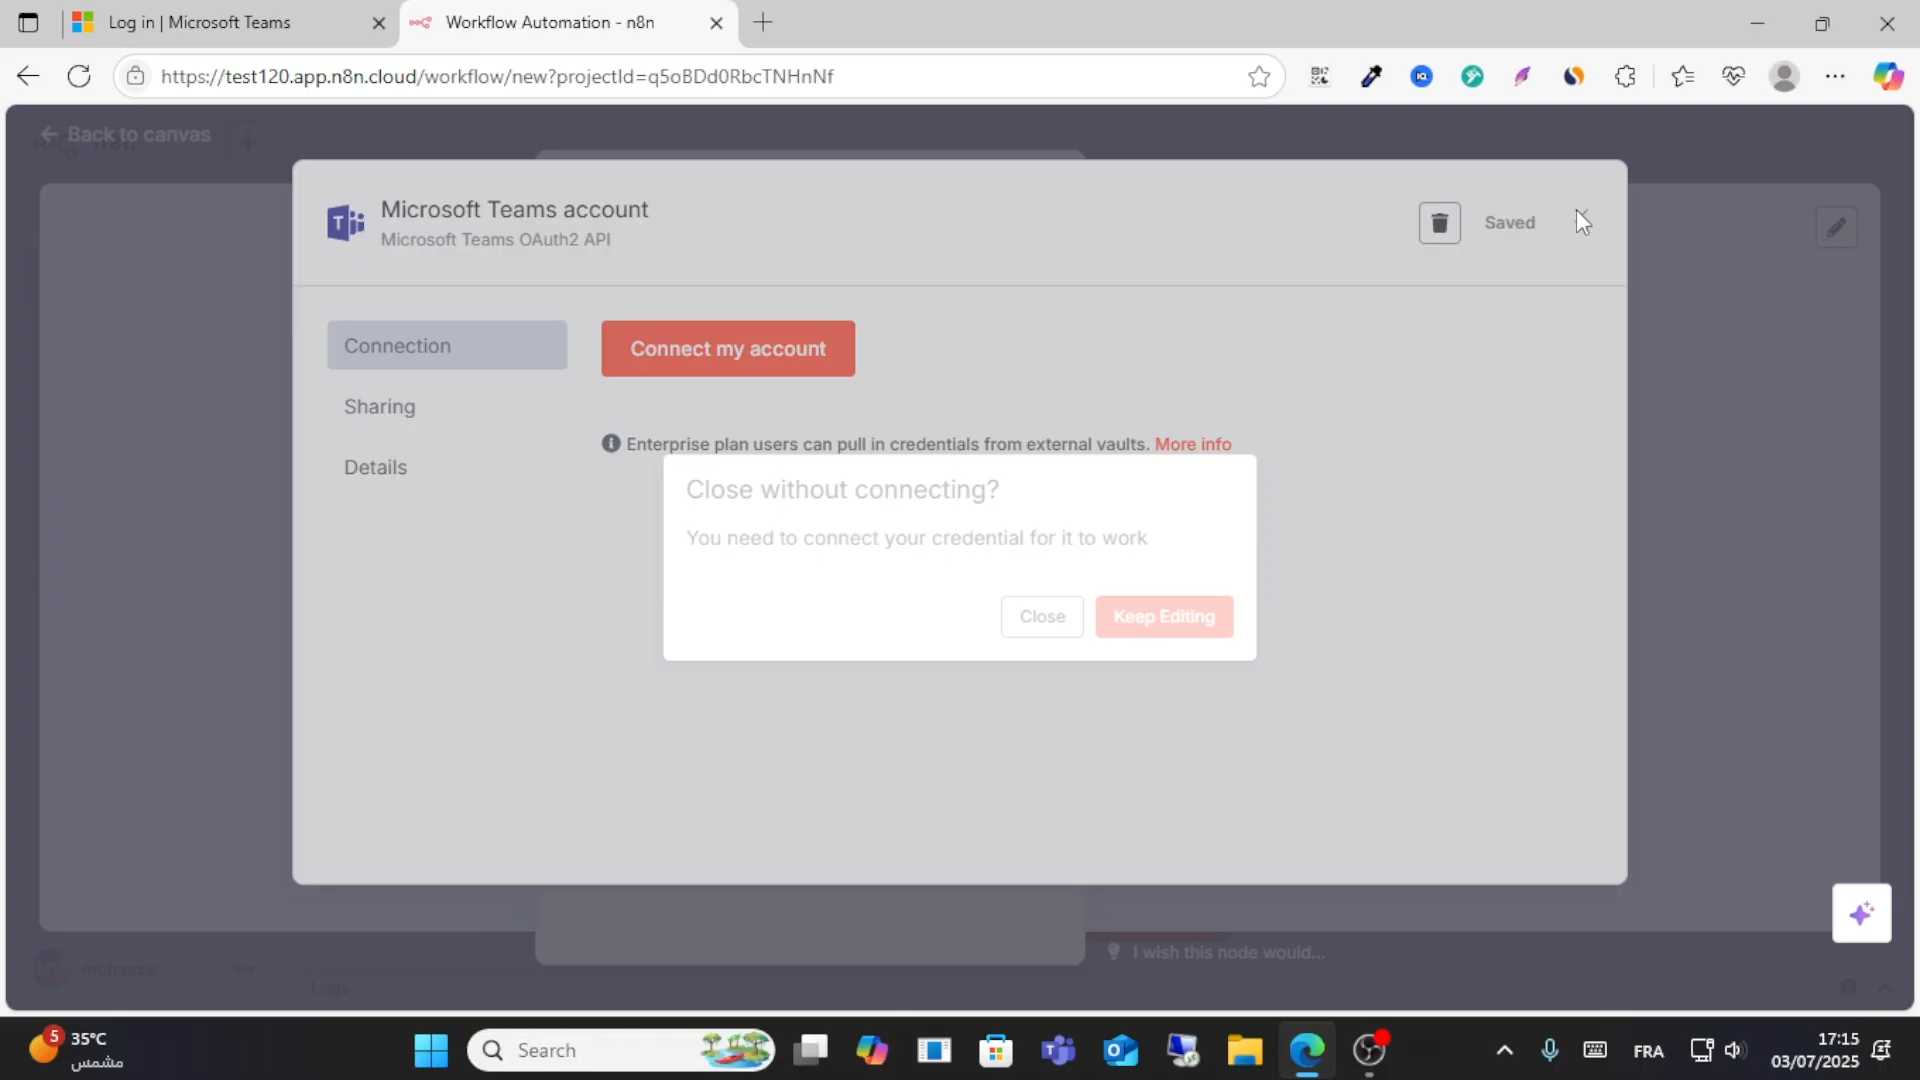 Log in | Microsoft Teams
Workflow Automation - n8n
https://test120.app.n8n.cloud/workflow/new?projectId=q5oBDd0RbcTNHnNf
Back to canvas
n8n
Microsoft Teams account
Microsoft Teams OAuth2 API
Saved
Connection
Connect my account
Sharing
Enterprise plan users can pull in credentials from external vaults. More info
Details
Close without connecting?
You need to connect your credential for it to work
Close
Keep Editing
I wish this node would...
Logs
5
35°C
مشمس
Search
FRA
17:15
03/07/2025